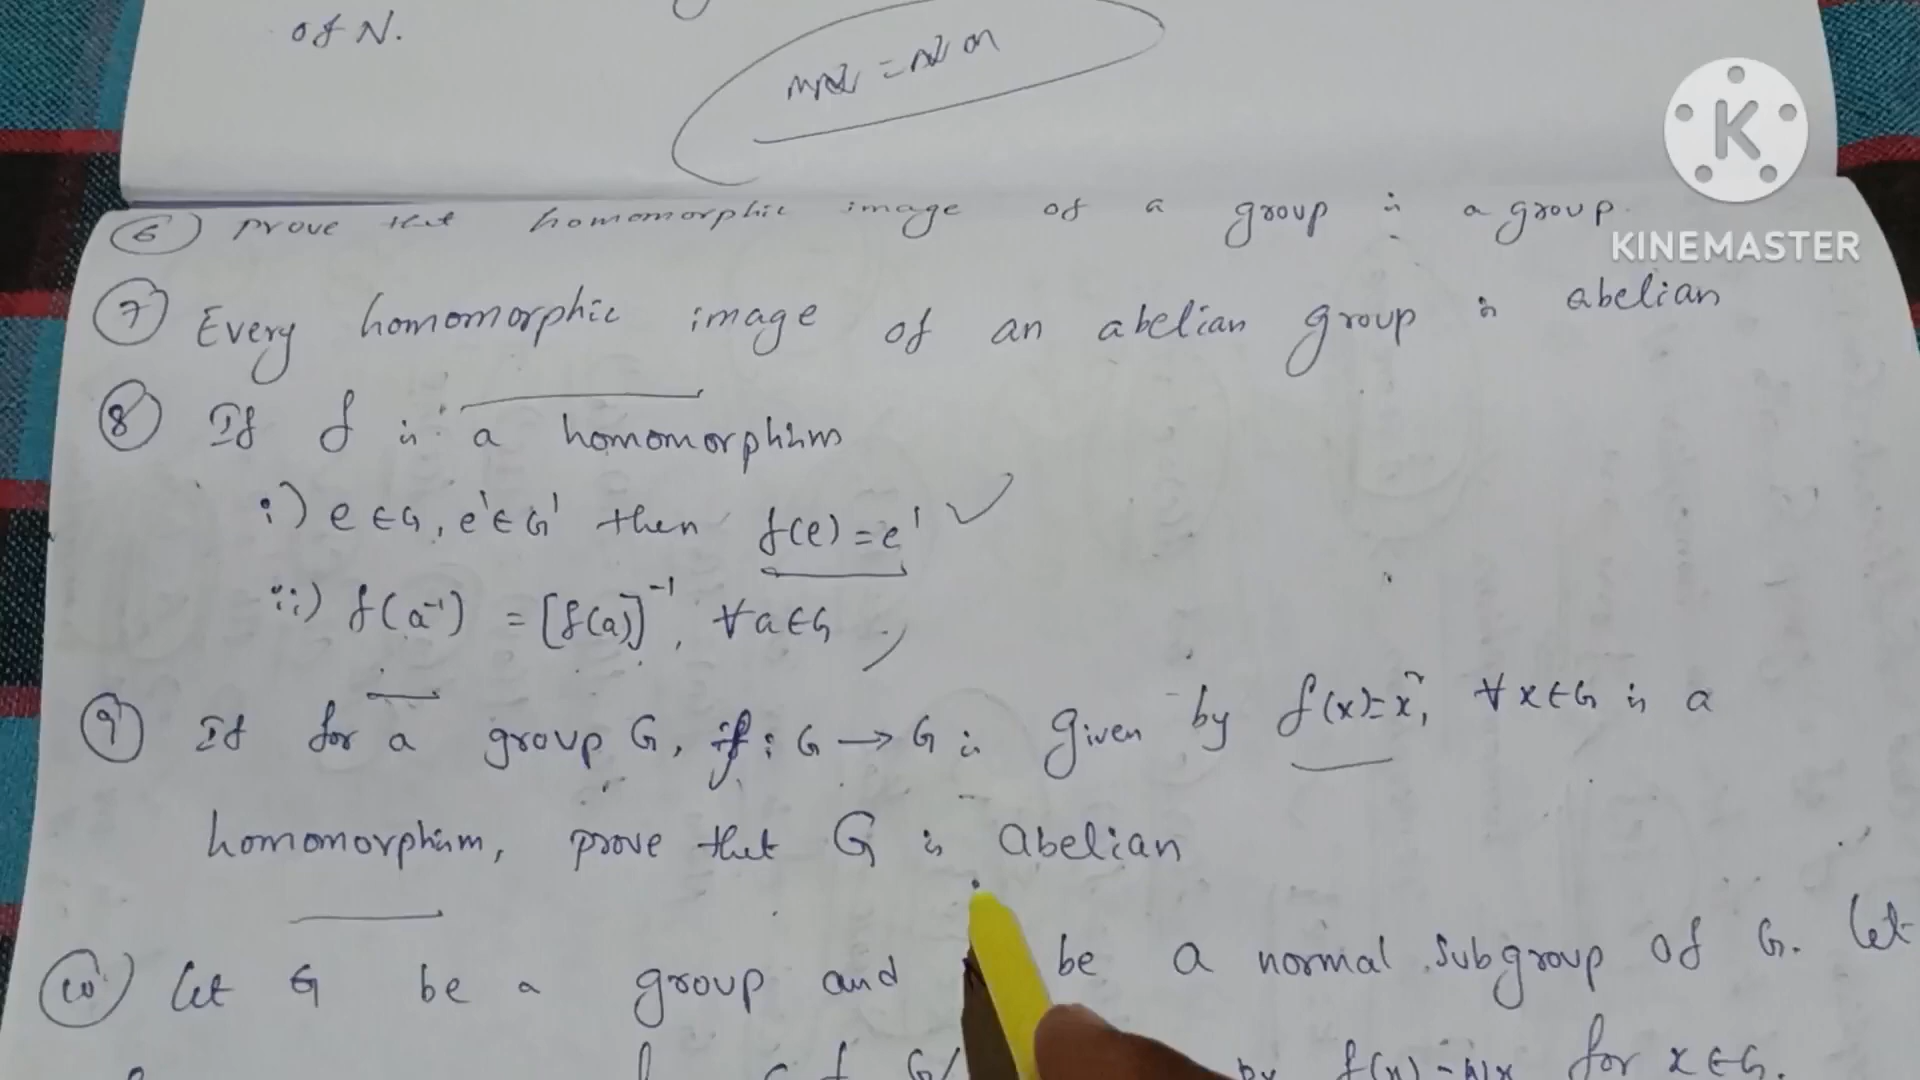 of N.
K
KINEMASTER
6) prove that homomorphic image of a group is a group.
7) Every homomorphic image of an abelian group is abelian
8) If f is a homomorphism
i) e ∈ G, e' ∈ G' then f(e) = e'
ii) f(a⁻¹) = [f(a)]⁻¹, ∀ a ∈ G
9) If for a group G, f : G → G is given by f(x) = x², ∀ x ∈ G is a
homomorphism, prove that G is abelian
10) Let G be a group and be a normal subgroup of G. Let
G/ by f(x) = for x ∈ G.